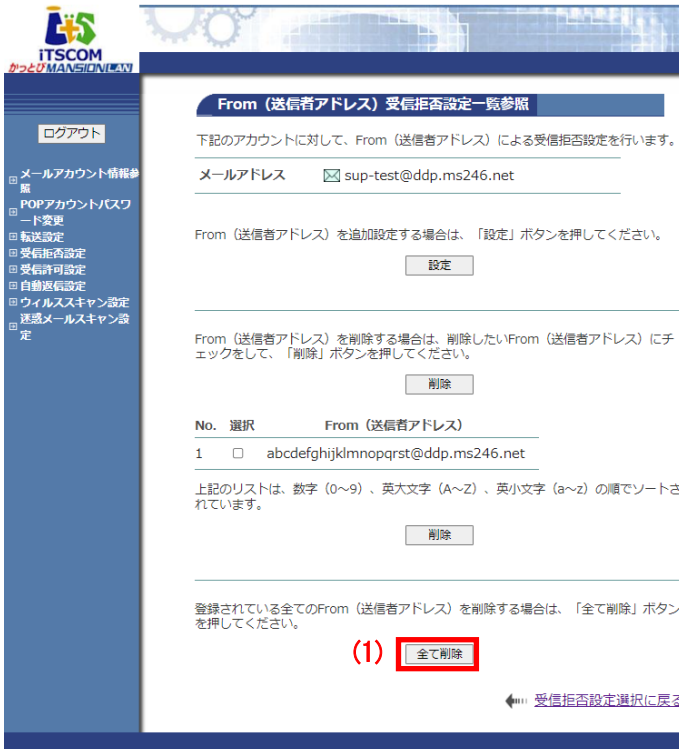 iTSCOM
かっとびMANSIONLAN
ログアウト
メールアカウント情報参
照
POPアカウントパスワ
ード変更
転送設定
受信拒否設定
受信許可設定
自動返信設定
ウィルススキャン設定
迷惑メールスキャン設
定
From（送信者アドレス）受信拒否設定一覧参照
下記のアカウントに対して、From（送信者アドレス）による受信拒否設定を行います。
メールアドレス sup-test@ddp.ms246.net
From（送信者アドレス）を追加設定する場合は、「設定」ボタンを押してください。
設定
From（送信者アドレス）を削除する場合は、削除したいFrom（送信者アドレス）にチ
ェックをして、「削除」ボタンを押してください。
削除
No. 選択 From（送信者アドレス）
1 abcdefghijklmnopqrst@ddp.ms246.net
上記のリストは、数字（0～9）、英大文字（A～Z）、英小文字（a～z）の順でソートさ
れています。
削除
登録されている全てのFrom（送信者アドレス）を削除する場合は、「全て削除」ボタン
を押してください。
(1) 全て削除
受信拒否設定選択に戻る